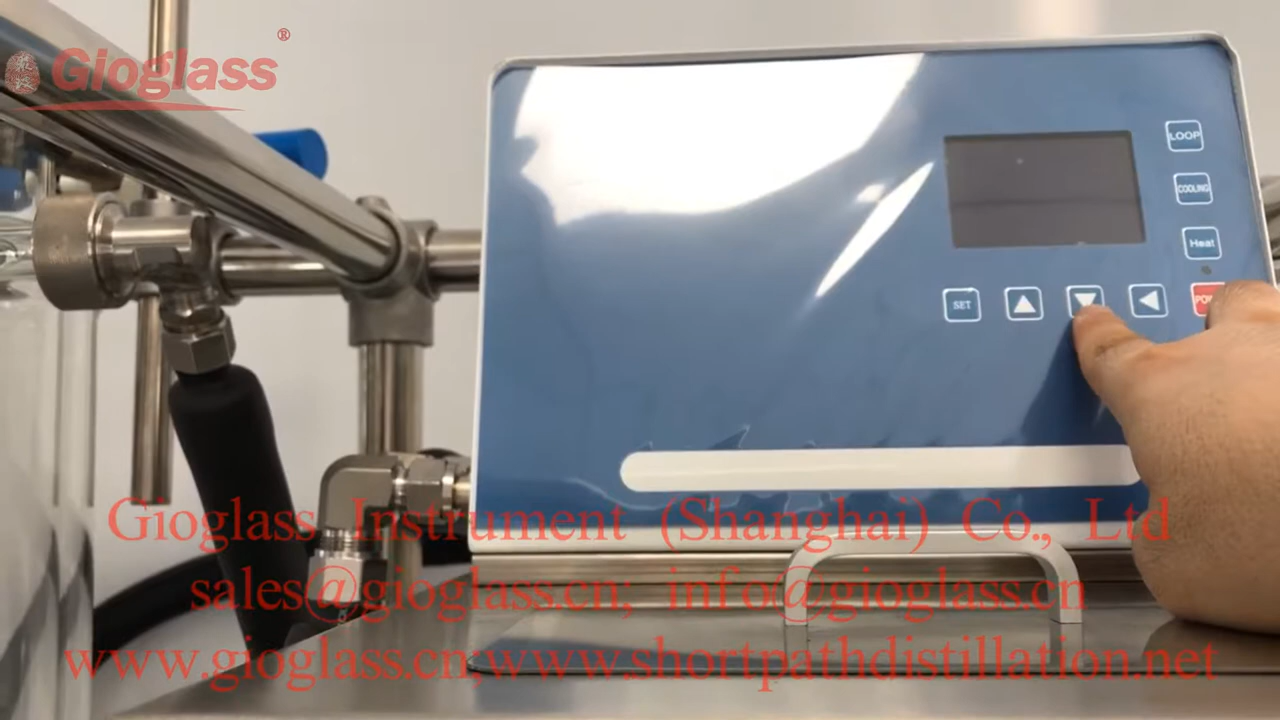 Gioglass®
LOOP
COOLING
Heat
SET
Gioglass Instrument (Shanghai) Co., Ltd
sales@gioglass.cn; info@gioglass.cn
www.gioglass.cn;www.shortpathdistillation.net